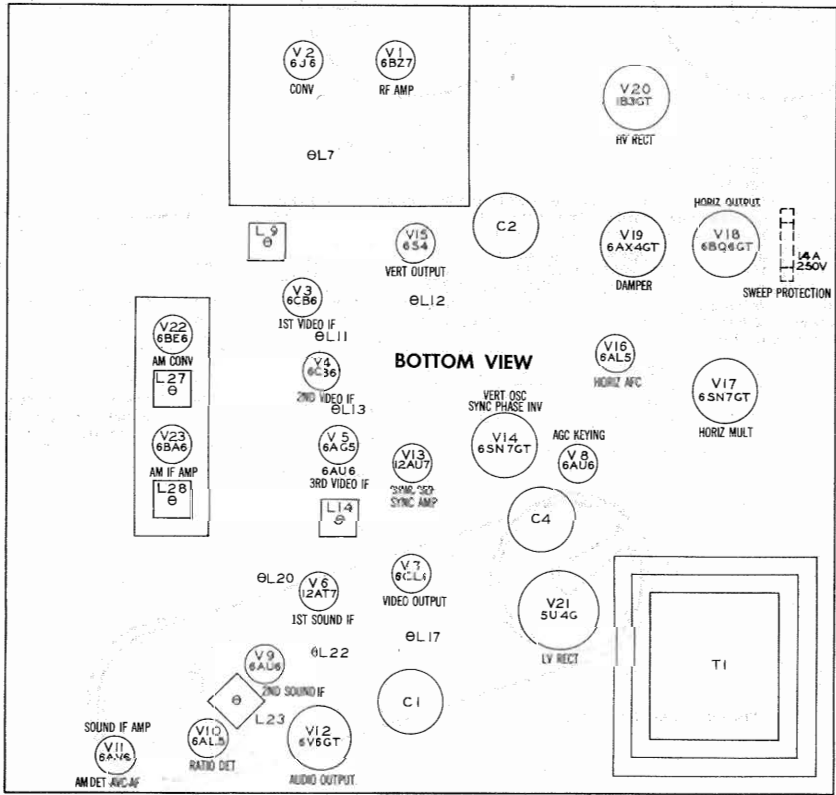 V2
6J6
CONV
V1
6BZ7
RF AMP
V20
1B3GT
HV RECT
ΘL7
L9
Θ
V15
6S4
VERT OUTPUT
C2
V19
6AX4GT
DAMPER
HORIZ OUTPUT
V18
6BQ6GT
1/4A
250V
SWEEP PROTECTION
V3
6CB6
1ST VIDEO IF
ΘL12
ΘL11
V22
6BE6
AM CONV
L27
Θ
V4
6CB6
2ND VIDEO IF
BOTTOM VIEW
V16
6AL5
HORIZ AFC
V17
6SN7GT
HORIZ MULT
ΘL13
VERT OSC
SYNC PHASE INV
V14
6SN7GT
AGC KEYING
V8
6AU6
V23
6BA6
AM IF AMP
L28
Θ
V5
6AG5
6AU6
3RD VIDEO IF
V13
12AU7
SYNC SEP
SYNC AMP
L14
Θ
C4
ΘL20
V6
12AT7
1ST SOUND IF
6CL6
VIDEO OUTPUT
V21
5U4G
LV RECT
T1
ΘL17
ΘL22
V9
6AU6
2ND SOUND IF
Θ
L23
C1
SOUND IF AMP
V11
AM DET-AVC-AF
V10
6AL5
RATIO DET
V12
6V6GT
AUDIO OUTPUT